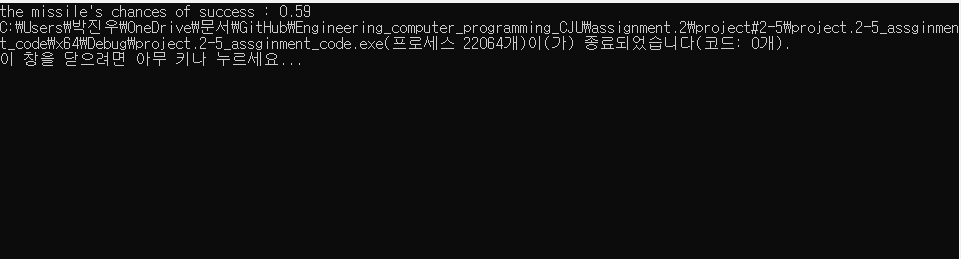 the missile's chances of success : 0.59
C:₩Users₩박진우₩OneDrive₩문서₩GitHub₩Engineering_computer_programming_CJU₩assignment.2₩project#2-5₩project.2-5_assginmen
t_code₩x64₩Debug₩project.2-5_assginment_code.exe(프로세스 22064개)이(가) 종료되었습니다(코드: 0개).
이 창을 닫으려면 아무 키나 누르세요...